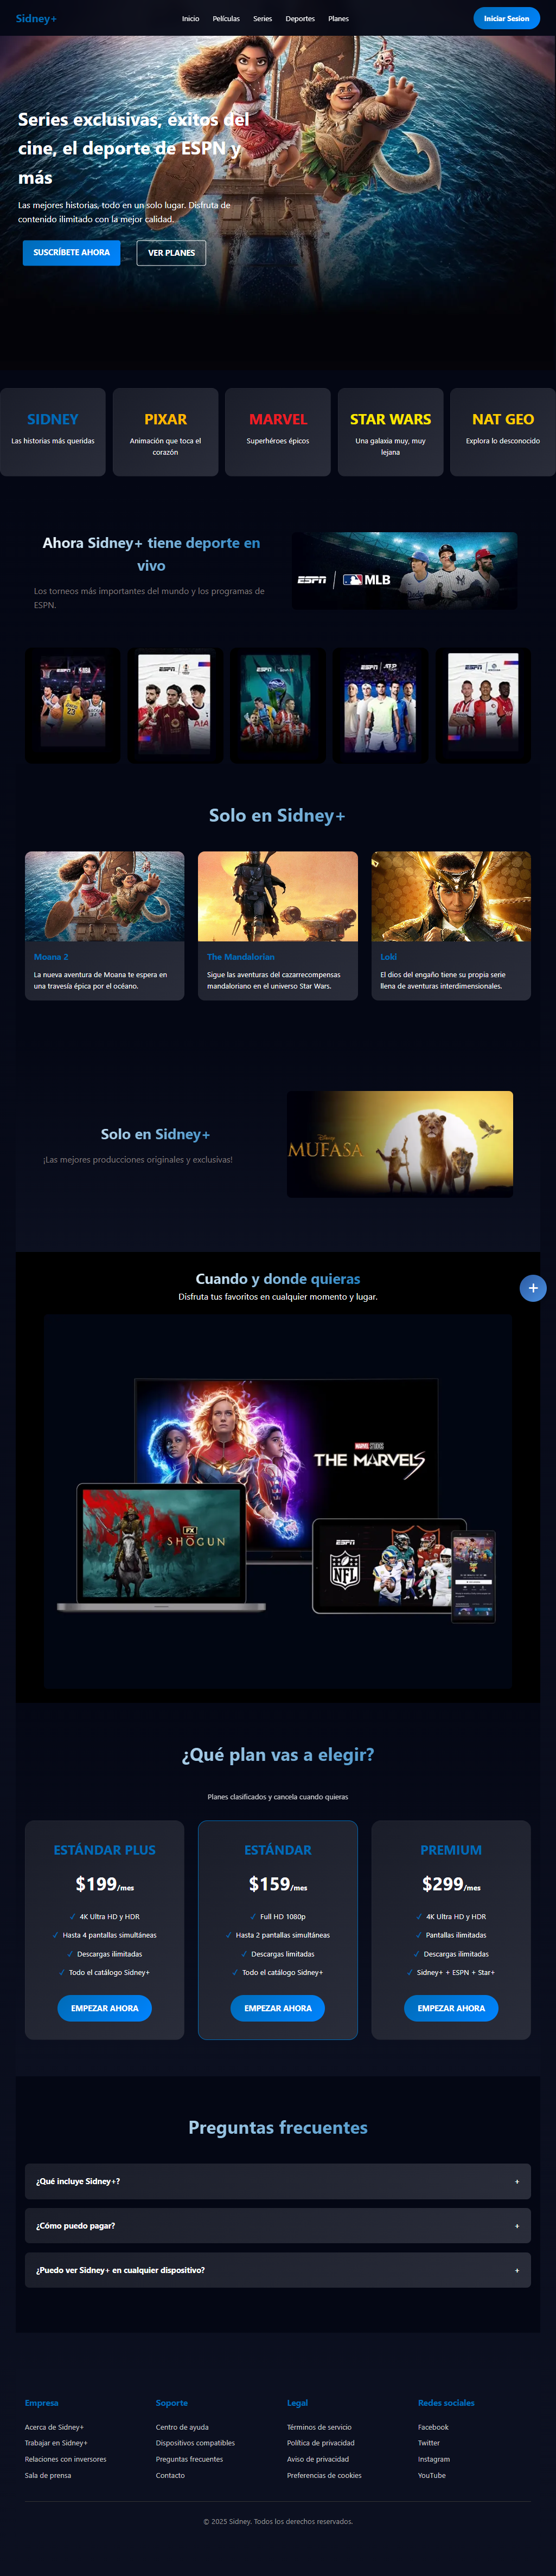 Sidney+
Inicio Películas Series Deportes Planes
Iniciar Sesion
Series exclusivas, éxitos del
cine, el deporte de ESPN y
más
Las mejores historias, todo en un solo lugar. Disfruta de
contenido ilimitado con la mejor calidad.
SUSCRÍBETE AHORA VER PLANES
SIDNEY
Las historias más queridas
PIXAR
Animación que toca el
corazón
MARVEL
Superhéroes épicos
STAR WARS
Una galaxia muy, muy
lejana
NAT GEO
Explora lo desconocido
Ahora Sidney+ tiene deporte en
vivo
Los torneos más importantes del mundo y los programas de
ESPN.
ESPN MLB
ESPN NBA
ESPN
ESPN
ESPN ATP
ESPN
Solo en Sidney+
Moana 2
La nueva aventura de Moana te espera en
una travesía épica por el océano.
The Mandalorian
Sigue las aventuras del cazarrecompensas
mandaloriano en el universo Star Wars.
Loki
El dios del engaño tiene su propia serie
llena de aventuras interdimensionales.
Solo en Sidney+
¡Las mejores producciones originales y exclusivas!
Disney
MUFASA
+
Cuando y donde quieras
Disfruta tus favoritos en cualquier momento y lugar.
MARVEL STUDIOS
THE MARVELS
FX
SHŌGUN
ESPN
NFL
¿Qué plan vas a elegir?
Planes clasificados y cancela cuando quieras
ESTÁNDAR PLUS
$199/mes
✓ 4K Ultra HD y HDR
✓ Hasta 4 pantallas simultáneas
✓ Descargas ilimitadas
✓ Todo el catálogo Sidney+
EMPEZAR AHORA
ESTÁNDAR
$159/mes
✓ Full HD 1080p
✓ Hasta 2 pantallas simultáneas
✓ Descargas limitadas
✓ Todo el catálogo Sidney+
EMPEZAR AHORA
PREMIUM
$299/mes
✓ 4K Ultra HD y HDR
✓ Pantallas ilimitadas
✓ Descargas ilimitadas
✓ Sidney+ + ESPN + Star+
EMPEZAR AHORA
Preguntas frecuentes
¿Qué incluye Sidney+? +
¿Cómo puedo pagar? +
¿Puedo ver Sidney+ en cualquier dispositivo? +
Empresa
Acerca de Sidney+
Trabajar en Sidney+
Relaciones con inversores
Sala de prensa
Soporte
Centro de ayuda
Dispositivos compatibles
Preguntas frecuentes
Contacto
Legal
Términos de servicio
Política de privacidad
Aviso de privacidad
Preferencias de cookies
Redes sociales
Facebook
Twitter
Instagram
YouTube
© 2025 Sidney. Todos los derechos reservados.